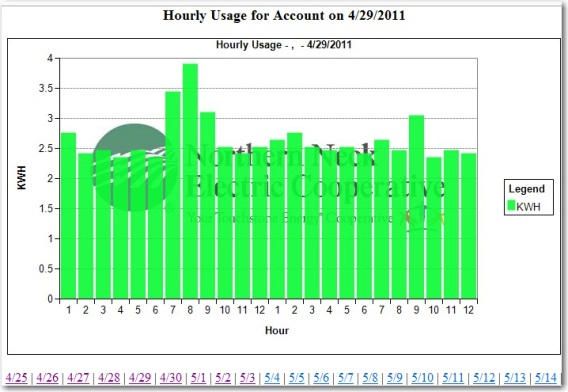 Hourly Usage for Account on 4/29/2011
Hourly Usage - , - 4/29/2011
4
3.5
3
2.5
2
1.5
1
0.5
0
KWH
Northern Neck
Electric Cooperative
Your Touchstone Energy Cooperative
Legend
KWH
1 2 3 4 5 6 7 8 9 10 11 12 1 2 3 4 5 6 7 8 9 10 11 12
Hour
4/25 | 4/26 | 4/27 | 4/28 | 4/29 | 4/30 | 5/1 | 5/2 | 5/3 | 5/4 | 5/5 | 5/6 | 5/7 | 5/8 | 5/9 | 5/10 | 5/11 | 5/12 | 5/13 | 5/14